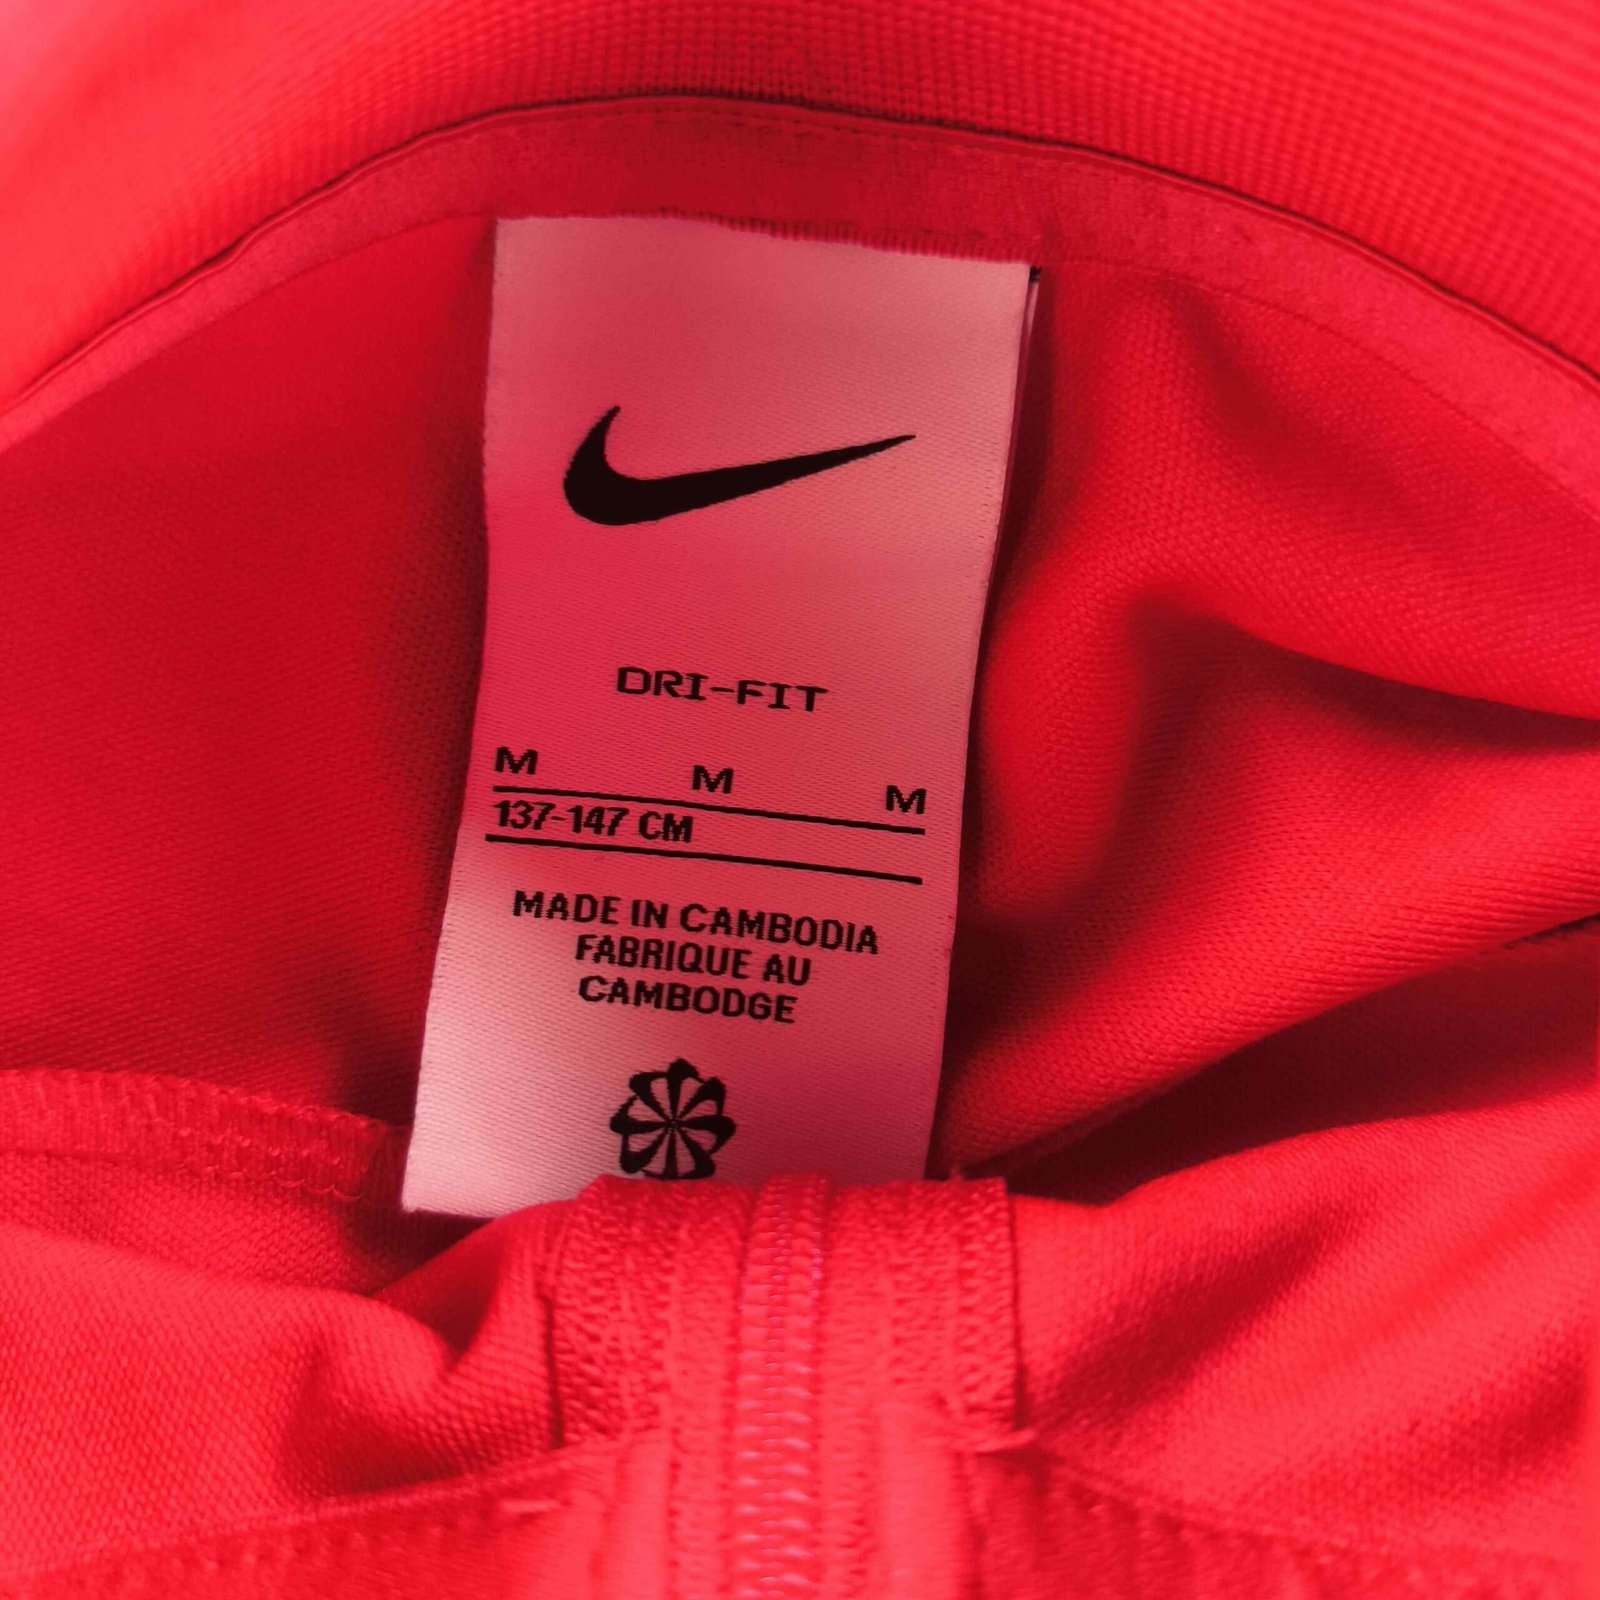 DRI-FIT
M M M
137-147 CM
MADE IN CAMBODIA
FABRIQUE AU
CAMBODGE